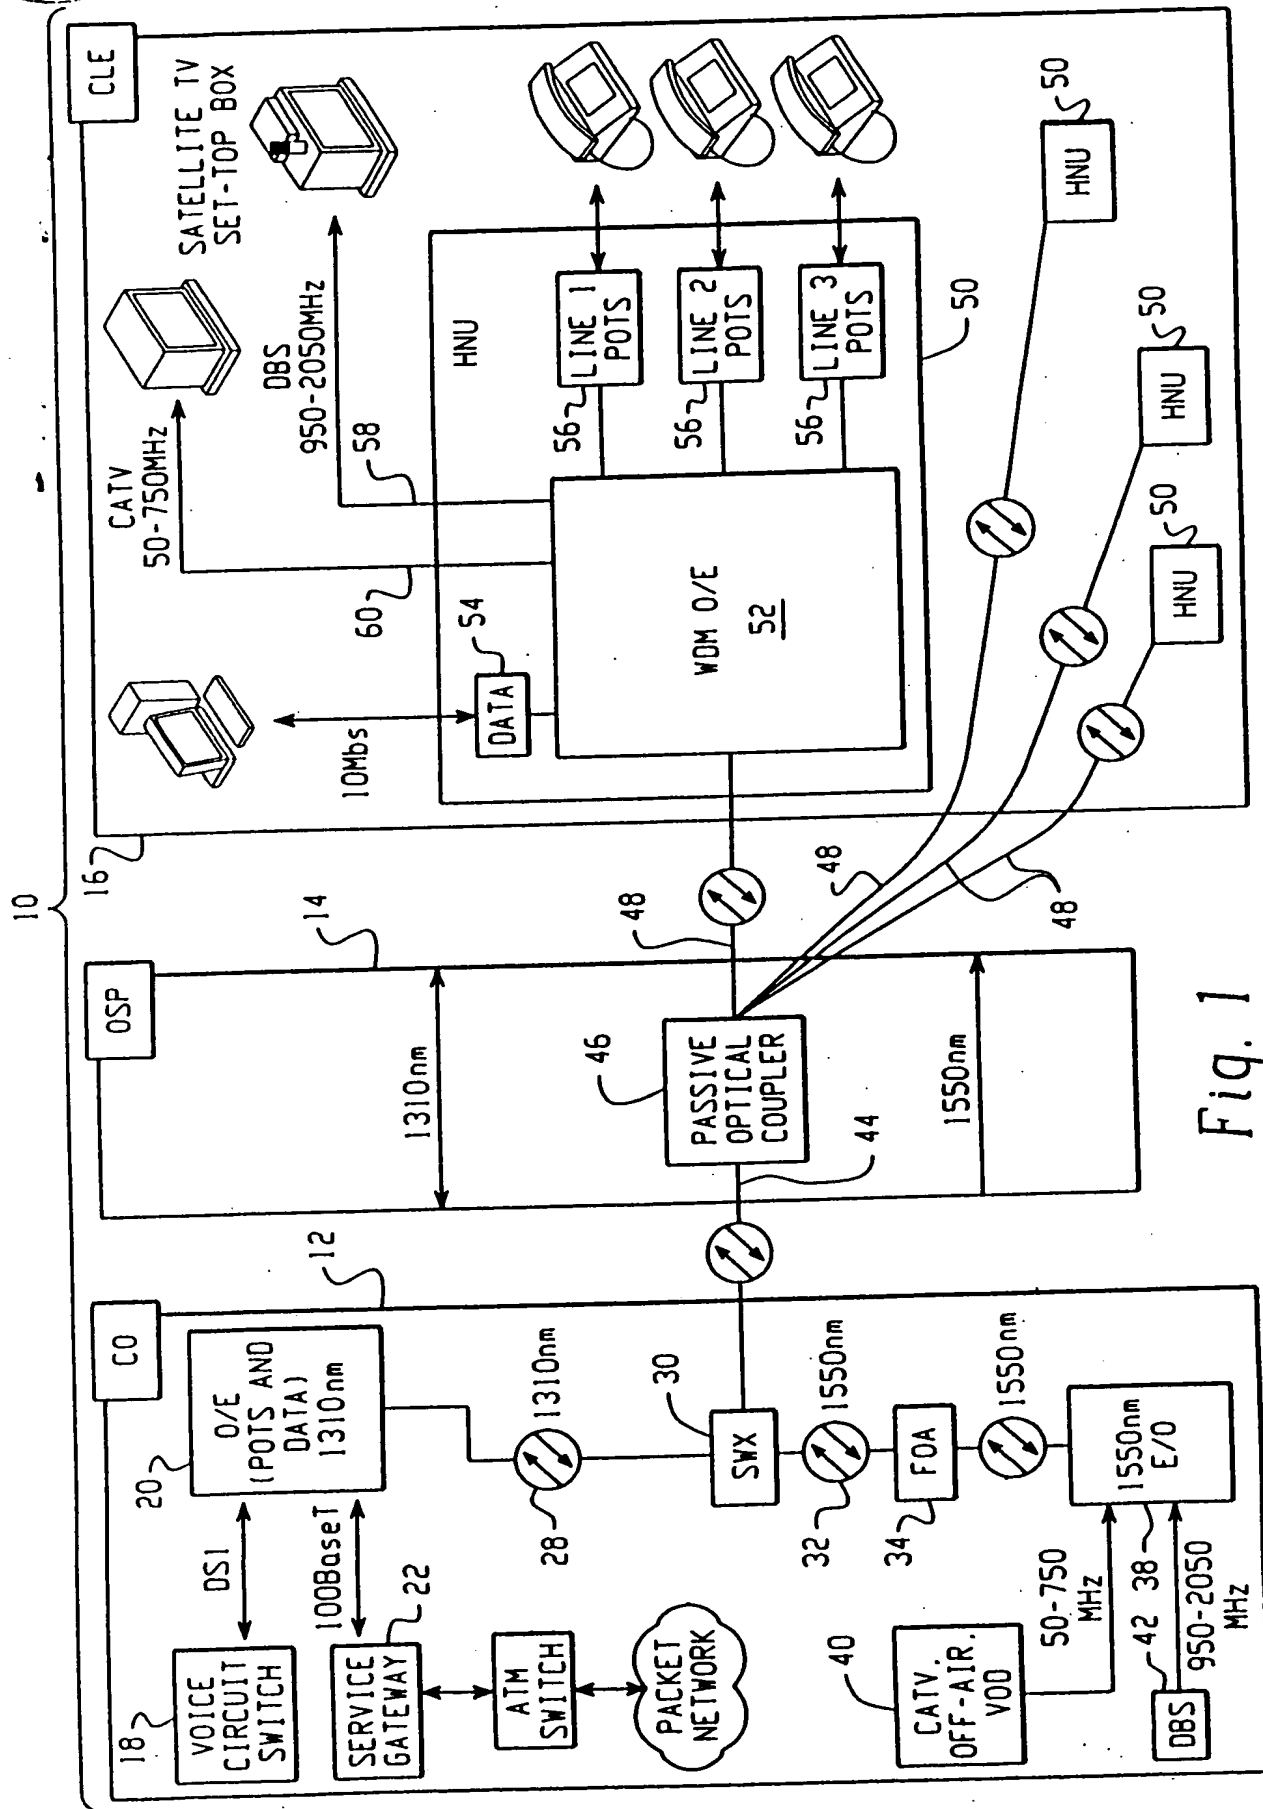 10
CO
12
VOICE
CIRCUIT
SWITCH
18
DS1
O/E
(POTS AND
DATA)
1310nm
20
SERVICE
GATEWAY
22
100BaseT
ATM
SWITCH
PACKET
NETWORK
1310nm
28
SWX
30
1550nm
32
FOA
34
1550nm
1550nm
E/O
38
CATV,
OFF-AIR,
VOD
40
50-750
MHz
DBS
42
950-2050
MHz
OSP
14
1310nm
PASSIVE
OPTICAL
COUPLER
46
44
1550nm
48
48
48
CLE
16
10Mbs
CATV
50-750MHz
60
SATELLITE TV
SET-TOP BOX
DBS
950-2050MHz
58
HNU
DATA
54
WDM O/E
52
56
LINE 1
POTS
56
LINE 2
POTS
56
LINE 3
POTS
50
HNU
50
HNU
50
HNU
50
Fig. 1